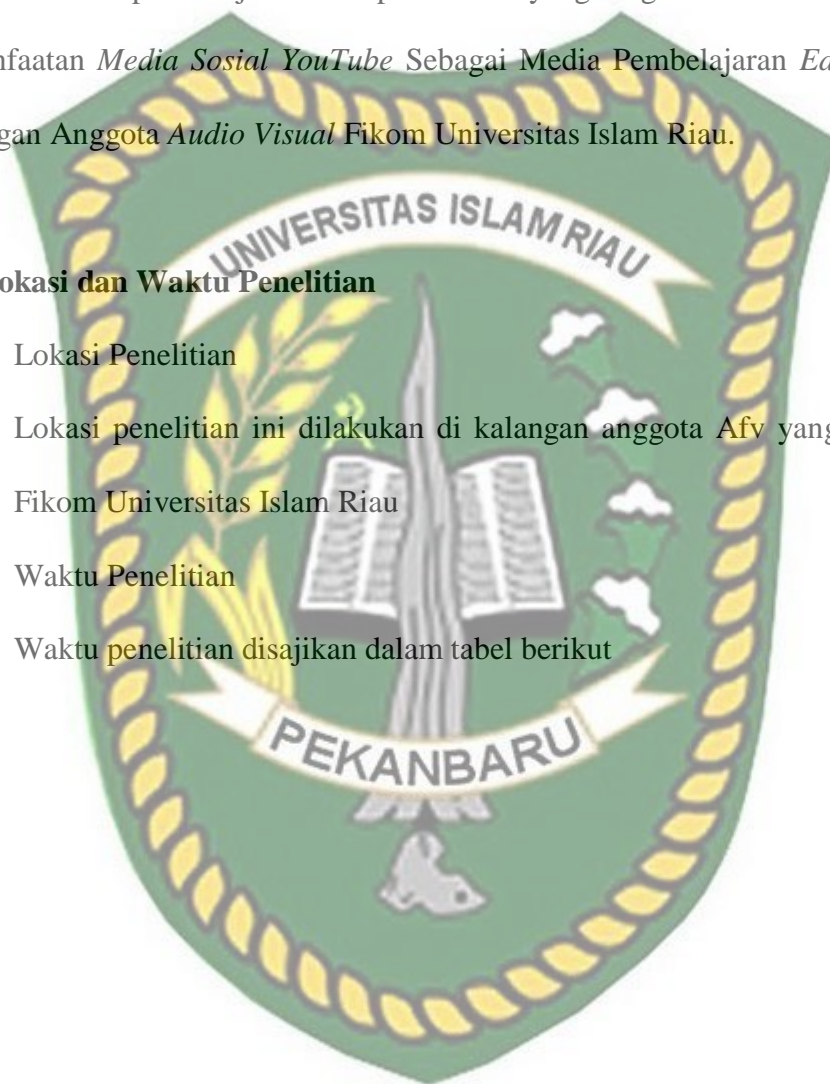 nfaatan Media Sosial YouTube Sebagai Media Pembelajaran Ed
gan Anggota Audio Visual Fikom Universitas Islam Riau.
UNIVERSITAS ISLAM RIAU
okasi dan Waktu Penelitian
Lokasi Penelitian
Lokasi penelitian ini dilakukan di kalangan anggota Afv yang
Fikom Universitas Islam Riau
Waktu Penelitian
Waktu penelitian disajikan dalam tabel berikut
PEKANBARU